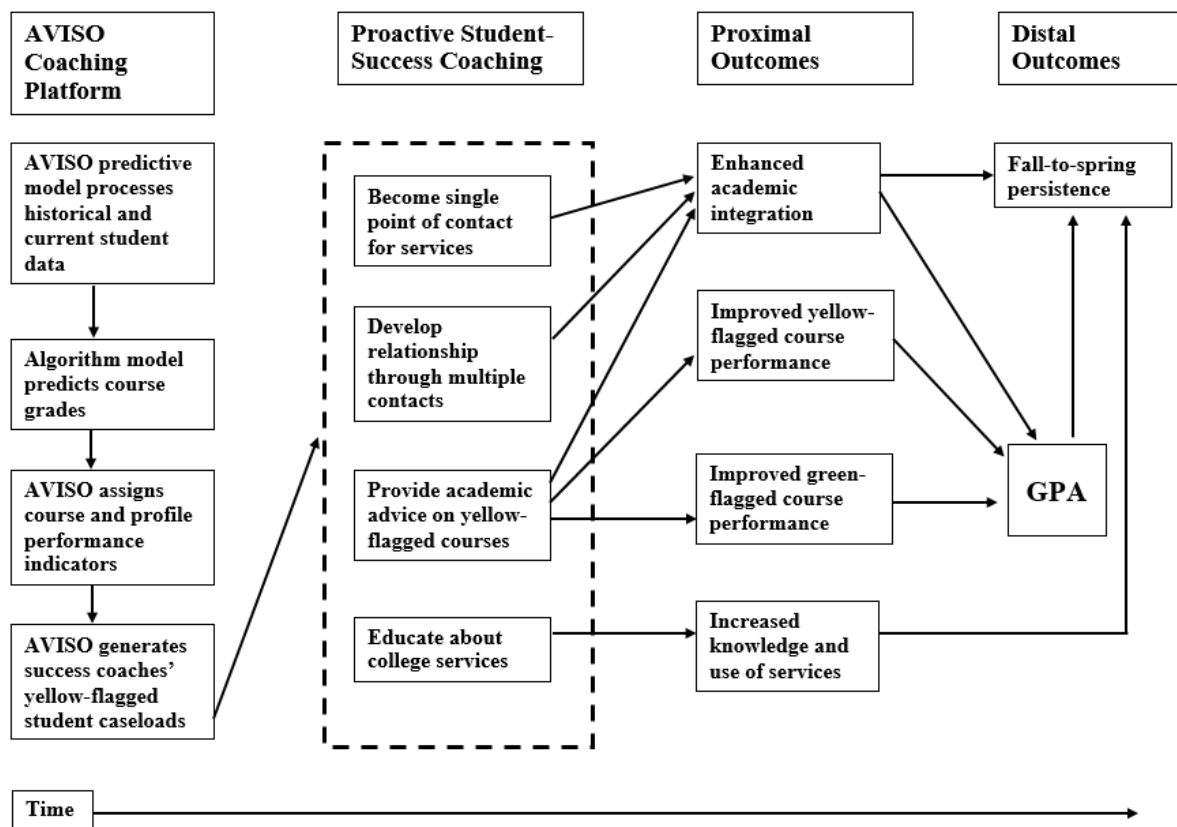 AVISO
Coaching
Platform
Proactive Student-
Success Coaching
Proximal
Outcomes
Distal
Outcomes
AVISO predictive
model processes
historical and
current student
data
Algorithm model
predicts course
grades
AVISO assigns
course and profile
performance
indicators
AVISO generates
success coaches’
yellow-flagged
student caseloads
Become single
point of contact
for services
Develop
relationship
through multiple
contacts
Provide academic
advice on yellow-
flagged courses
Educate about
college services
Enhanced
academic
integration
Improved yellow-
flagged course
performance
Improved green-
flagged course
performance
Increased
knowledge and
use of services
Fall-to-spring
persistence
GPA
Time